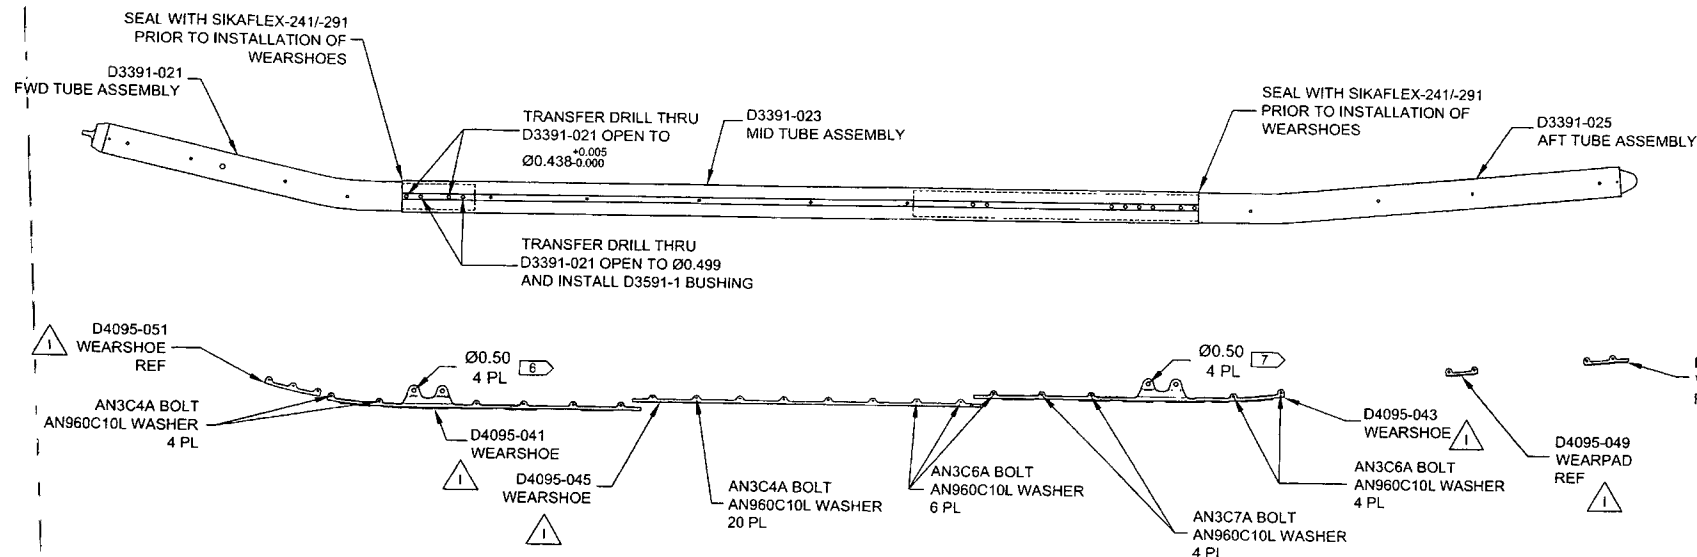 SEAL WITH SIKAFLEX-241/-291
PRIOR TO INSTALLATION OF
WEARSHOES
D3391-021
FWD TUBE ASSEMBLY
TRANSFER DRILL THRU
D3391-021 OPEN TO
Ø0.438 +0.005 -0.000
D3391-023
MID TUBE ASSEMBLY
SEAL WITH SIKAFLEX-241/-291
PRIOR TO INSTALLATION OF
WEARSHOES
D3391-025
AFT TUBE ASSEMBLY
TRANSFER DRILL THRU
D3391-021 OPEN TO Ø0.499
AND INSTALL D3591-1 BUSHING
1
D4095-051
WEARSHOE
REF
Ø0.50
4 PL
6
Ø0.50
4 PL
7
AN3C4A BOLT
AN960C10L WASHER
4 PL
D4095-041
WEARSHOE
1
D4095-045
WEARSHOE
1
AN3C4A BOLT
AN960C10L WASHER
20 PL
AN3C6A BOLT
AN960C10L WASHER
6 PL
AN3C7A BOLT
AN960C10L WASHER
4 PL
D4095-043
WEARSHOE
1
AN3C6A BOLT
AN960C10L WASHER
4 PL
D4095-049
WEARPAD
REF
1